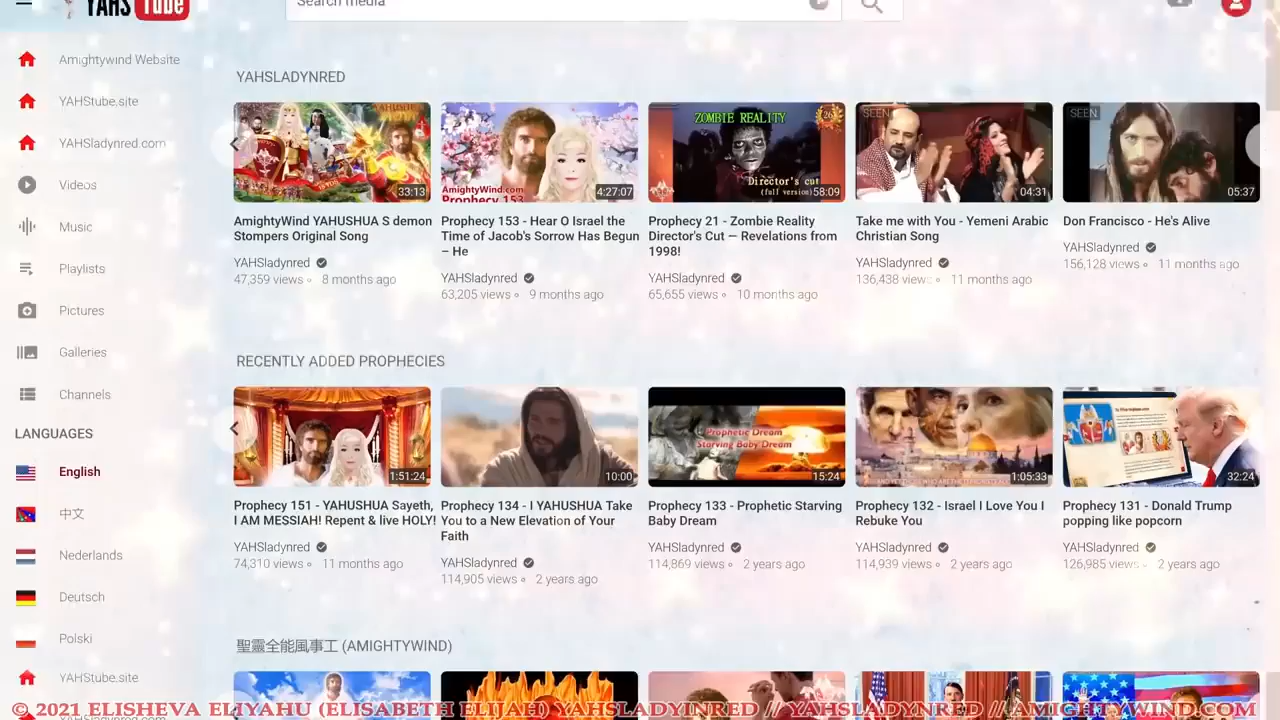 YAHS Tube
Search media
Amightywind Website
YAHStube.site
YAHSladynred.com
Videos
Music
Playlists
Pictures
Galleries
Channels
LANGUAGES
English
中文
Nederlands
Deutsch
Polski
YAHStube.site
YAHSladynred.com
YAHSLADYNRED
33:13
AmightyWind YAHUSHUA S demon
Stompers Original Song
YAHSladynred
47,359 views 8 months ago
AmightyWind.com
Prophecy 153
4:27:07
Prophecy 153 - Hear O Israel the
Time of Jacob's Sorrow Has Begun
– He
YAHSladynred
63,205 views 9 months ago
ZOMBIE REALITY
Director's cut
(full version)
58:09
Prophecy 21 - Zombie Reality
Director's Cut — Revelations from
1998!
YAHSladynred
65,655 views 10 months ago
SEEN
04:31
Take me with You - Yemeni Arabic
Christian Song
YAHSladynred
136,438 views 11 months ago
SEEN
05:37
Don Francisco - He's Alive
YAHSladynred
156,128 views 11 months ago
RECENTLY ADDED PROPHECIES
1:51:24
Prophecy 151 - YAHUSHUA Sayeth,
I AM MESSIAH! Repent & live HOLY!
YAHSladynred
74,310 views 11 months ago
10:00
Prophecy 134 - I YAHUSHUA Take
You to a New Elevation of Your
Faith
YAHSladynred
114,905 views 2 years ago
Prophetic Dream
Starving Baby Dream
15:24
Prophecy 133 - Prophetic Starving
Baby Dream
YAHSladynred
114,869 views 2 years ago
1:05:33
Prophecy 132 - Israel I Love You I
Rebuke You
YAHSladynred
114,939 views 2 years ago
32:24
Prophecy 131 - Donald Trump
popping like popcorn
YAHSladynred
126,985 views 2 years ago
聖靈全能風事工 (AMIGHTYWIND)
© 2021 ELISHEVA ELIYAHU (ELISABETH ELIJAH) YAHSLADYINRED // YAHSLADYNRED // AMIGHTYWIND.COM